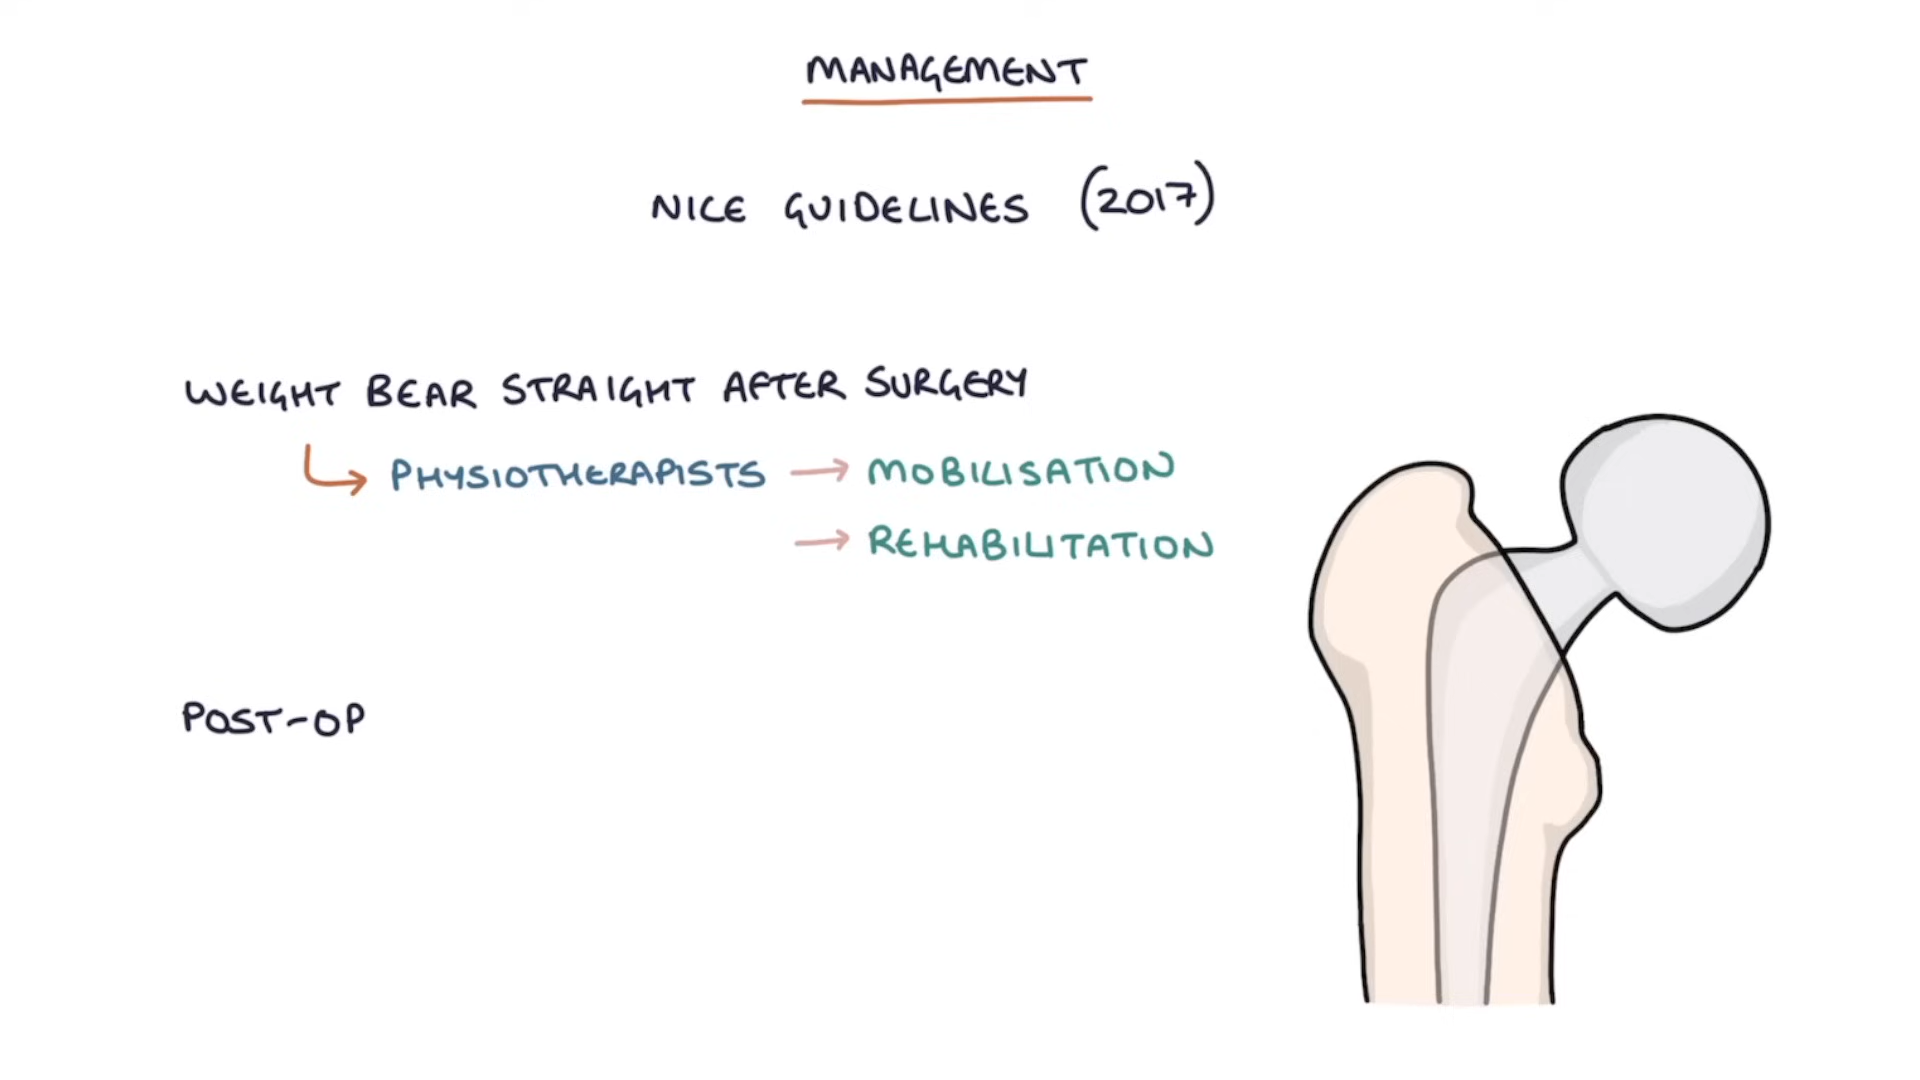 MANAGEMENT
NICE GUIDELINES (2017)
WEIGHT BEAR STRAIGHT AFTER SURGERY
PHYSIOTHERAPISTS → MOBILISATION
→ REHABILITATION
POST-OP